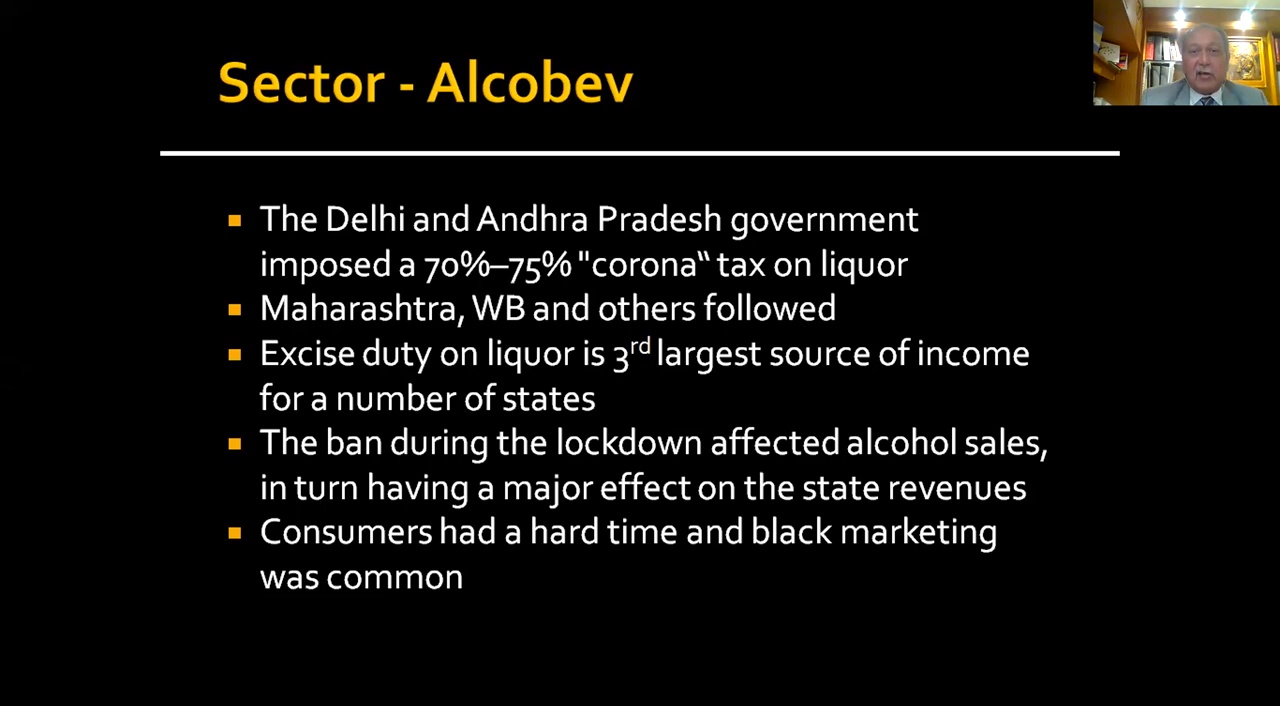 Sector - Alcobev
The Delhi and Andhra Pradesh government
imposed a 70%–75% "corona“ tax on liquor
Maharashtra, WB and others followed
Excise duty on liquor is 3rd largest source of income
for a number of states
The ban during the lockdown affected alcohol sales,
in turn having a major effect on the state revenues
Consumers had a hard time and black marketing
was common